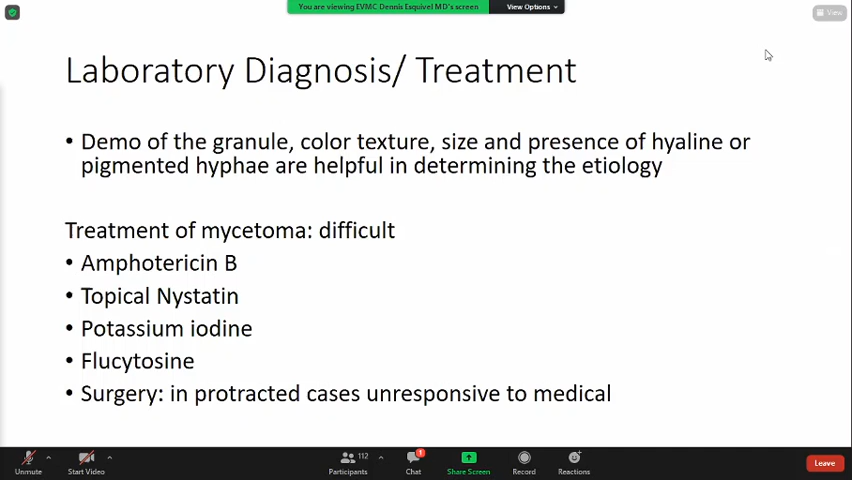 You are viewing EVMC Dennis Esquivel MD's screen
View Options
View
Laboratory Diagnosis/ Treatment
• Demo of the granule, color texture, size and presence of hyaline or
pigmented hyphae are helpful in determining the etiology
Treatment of mycetoma: difficult
• Amphotericin B
• Topical Nystatin
• Potassium iodine
• Flucytosine
• Surgery: in protracted cases unresponsive to medical
112
1
Unmute
Start Video
Participants
Chat
Share Screen
Record
Reactions
Leave